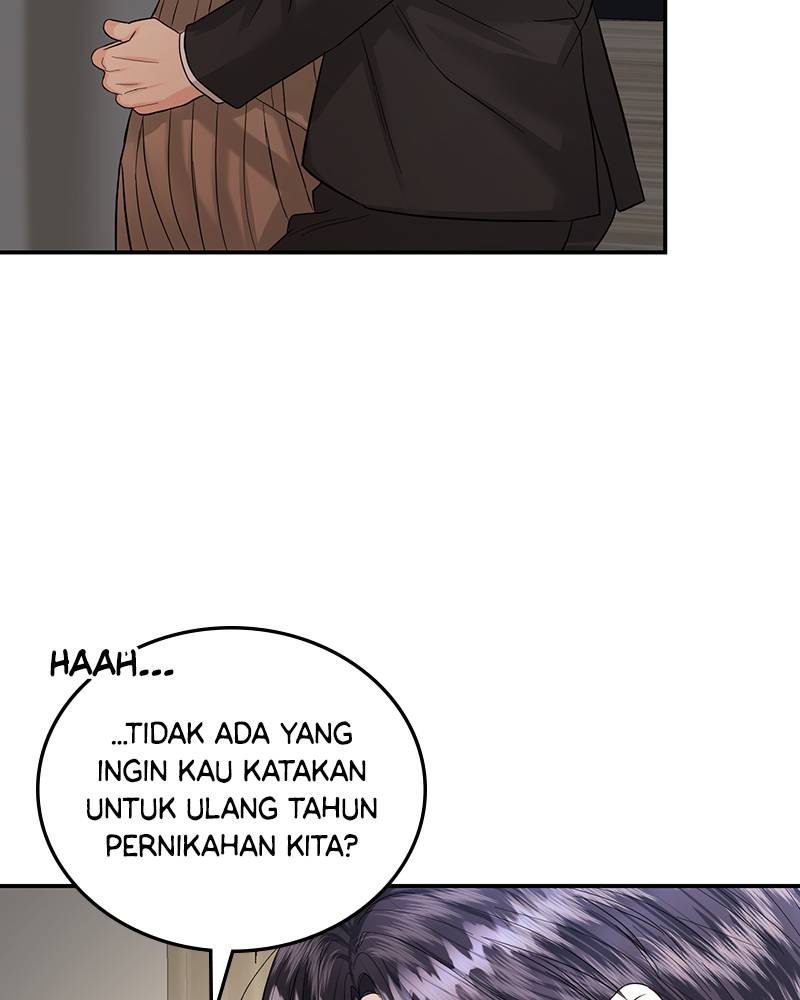 HAAH...
...TIDAK ADA YANG
INGIN KAU KATAKAN
UNTUK ULANG TAHUN
PERNIKAHAN KITA?